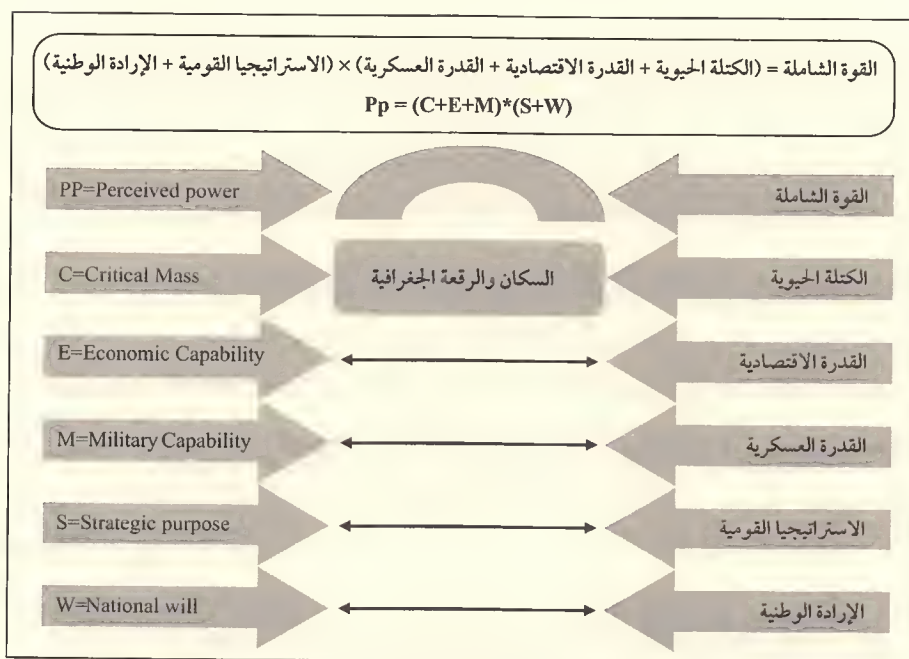 القوة الشاملة = (الكتلة الحيوية + القدرة الاقتصادية + القدرة العسكرية) × (الاستراتيجيا القومية + الإرادة الوطنية)
Pp = (C+E+M)*(S+W)
PP=Perceived power
القوة الشاملة
C=Critical Mass
السكان والرقعة الجغرافية
الكتلة الحيوية
E=Economic Capability
القدرة الاقتصادية
M=Military Capability
القدرة العسكرية
S=Strategic purpose
الاستراتيجيا القومية
W=National will
الإرادة الوطنية